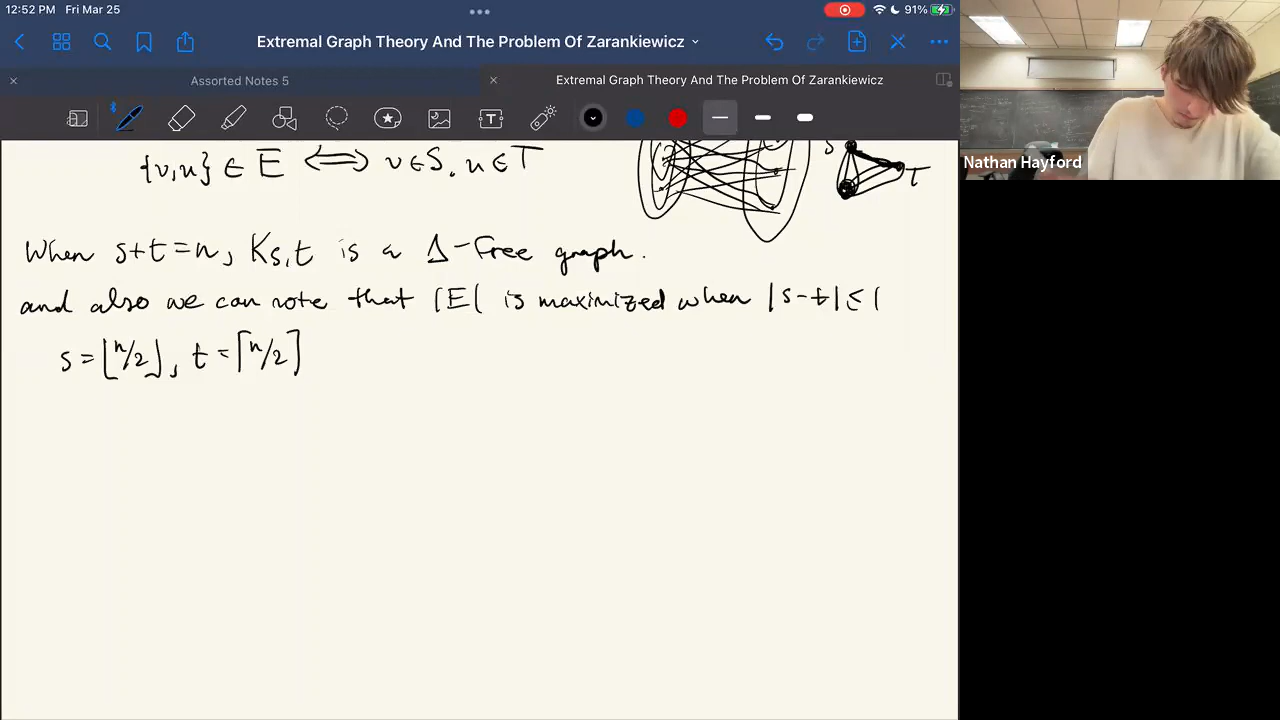 12:52 PM Fri Mar 25
91%
Extremal Graph Theory And The Problem Of Zarankiewicz
Assorted Notes 5
Extremal Graph Theory And The Problem Of Zarankiewicz
Nathan Hayford
{v,u} ∈ E ⟺ v∈S, u∈T
S
T
When s+t=n, Ks,t is a Δ-free graph.
and also we can note that |E| is maximized when |s-t| ≤ 1
s = ⌊n/2⌋, t = ⌈n/2⌉